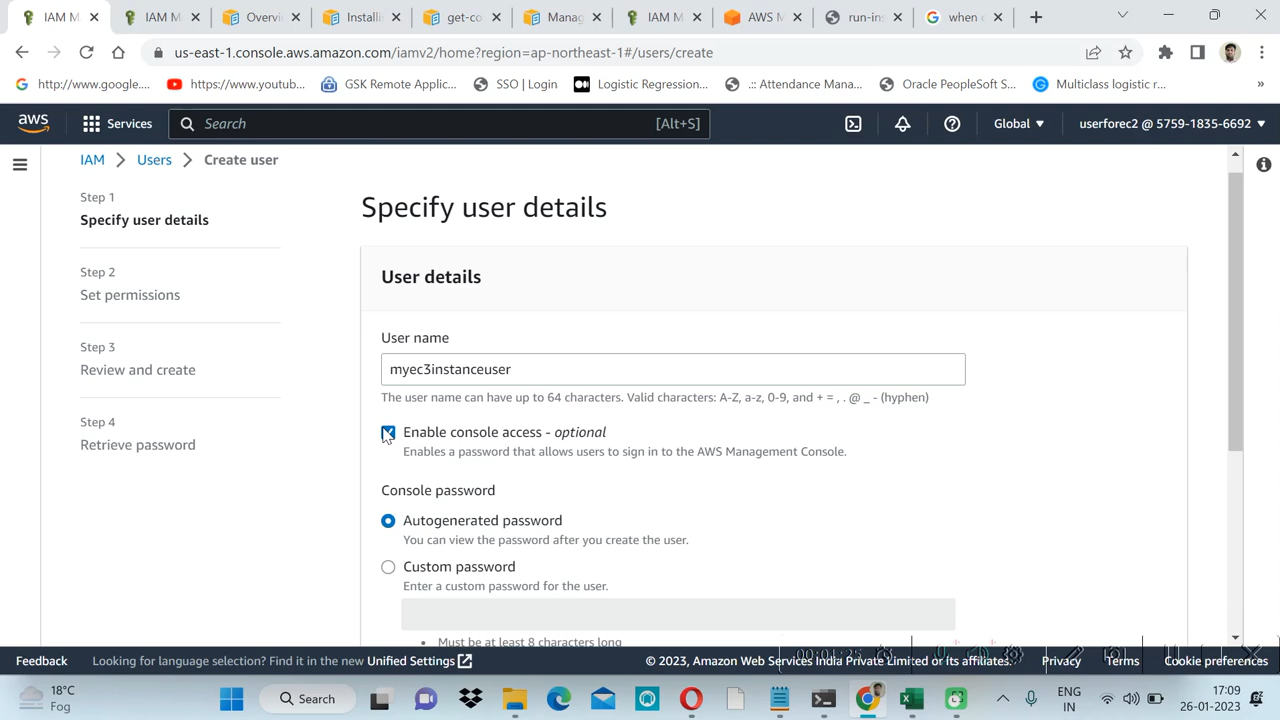 IAM M
IAM M
Overvi
Installi
get-co
Manag
IAM M
AWS M
run-ins
when c
us-east-1.console.aws.amazon.com/iamv2/home?region=ap-northeast-1#/users/create
http://www.google....
https://www.youtub...
GSK Remote Applic...
SSO | Login
Logistic Regression...
.:: Attendance Mana...
Oracle PeopleSoft S...
Multiclass logistic r...
»
aws
Services
Search
[Alt+S]
Global
userforec2 @ 5759-1835-6692
IAM > Users > Create user
Step 1
Specify user details
Step 2
Set permissions
Step 3
Review and create
Step 4
Retrieve password
Specify user details
User details
User name
myec3instanceuser
The user name can have up to 64 characters. Valid characters: A-Z, a-z, 0-9, and + = , . @ _ - (hyphen)
Enable console access - optional
Enables a password that allows users to sign in to the AWS Management Console.
Console password
Autogenerated password
You can view the password after you create the user.
Custom password
Enter a custom password for the user.
• Must be at least 8 characters long
Feedback
Looking for language selection? Find it in the new Unified Settings
© 2023, Amazon Web Services India Private Limited or its affiliates.
Privacy
Terms
Cookie preferences
18°C
Fog
Search
ENG
IN
17:09
26-01-2023